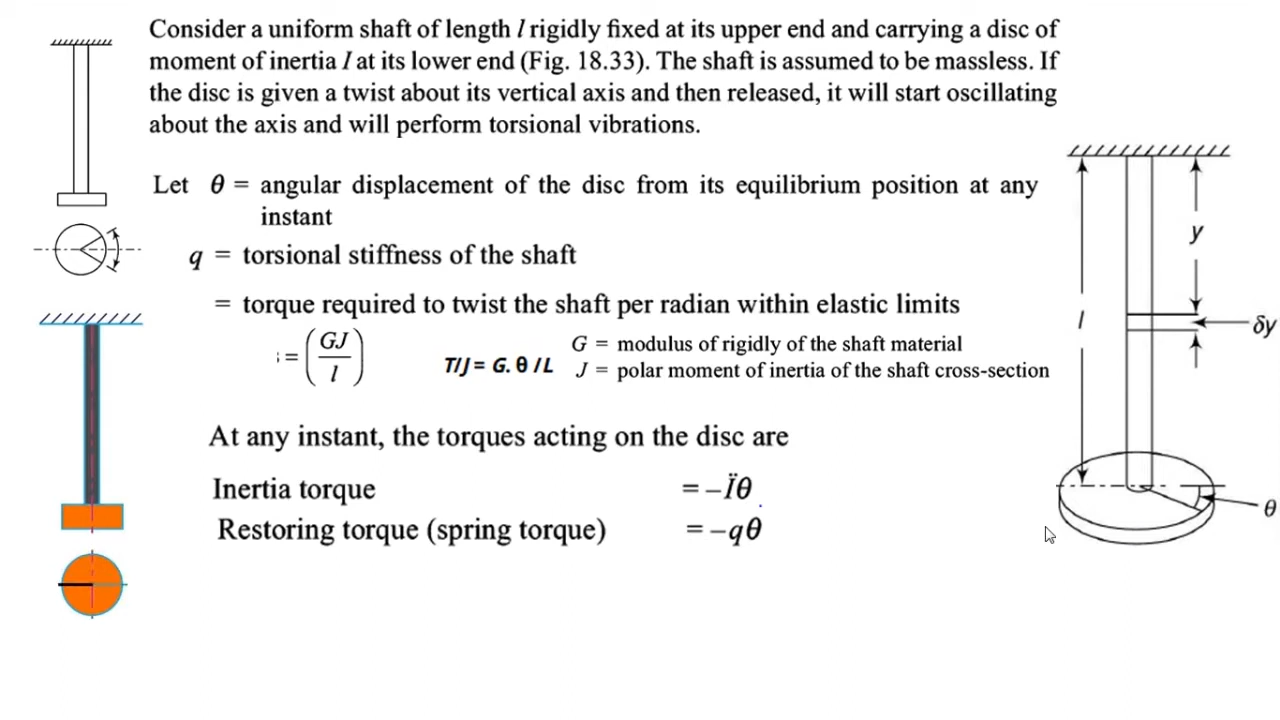 Consider a uniform shaft of length l rigidly fixed at its upper end and carrying a disc of
moment of inertia I at its lower end (Fig. 18.33). The shaft is assumed to be massless. If
the disc is given a twist about its vertical axis and then released, it will start oscillating
about the axis and will perform torsional vibrations.
Let θ = angular displacement of the disc from its equilibrium position at any
instant
q = torsional stiffness of the shaft
= torque required to twist the shaft per radian within elastic limits
= (GJ/l)
T/J = G. θ /L
G = modulus of rigidly of the shaft material
J = polar moment of inertia of the shaft cross-section
At any instant, the torques acting on the disc are
Inertia torque = –Ïθ
Restoring torque (spring torque) = –qθ
y
l
δy
θ